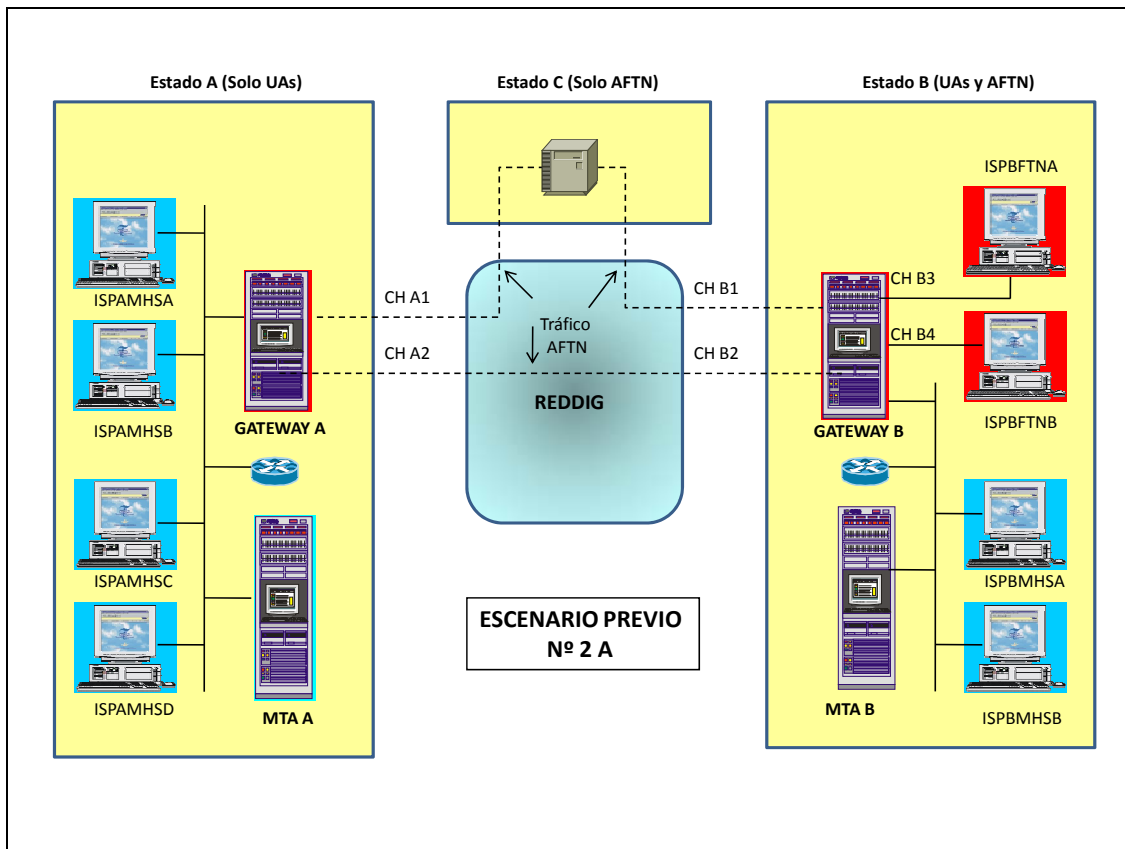 Estado A (Solo UAs)
Estado C (Solo AFTN)
Estado B (UAs y AFTN)
ISPAMHSA
ISPAMHSB
ISPAMHSC
ISPAMHSD
GATEWAY A
MTA A
CH A1
CH A2
Tráfico
AFTN
REDDIG
CH B1
CH B2
ESCENARIO PREVIO
Nº 2 A
CH B3
CH B4
GATEWAY B
MTA B
ISPBFTNA
ISPBFTNB
ISPBMHSA
ISPBMHSB